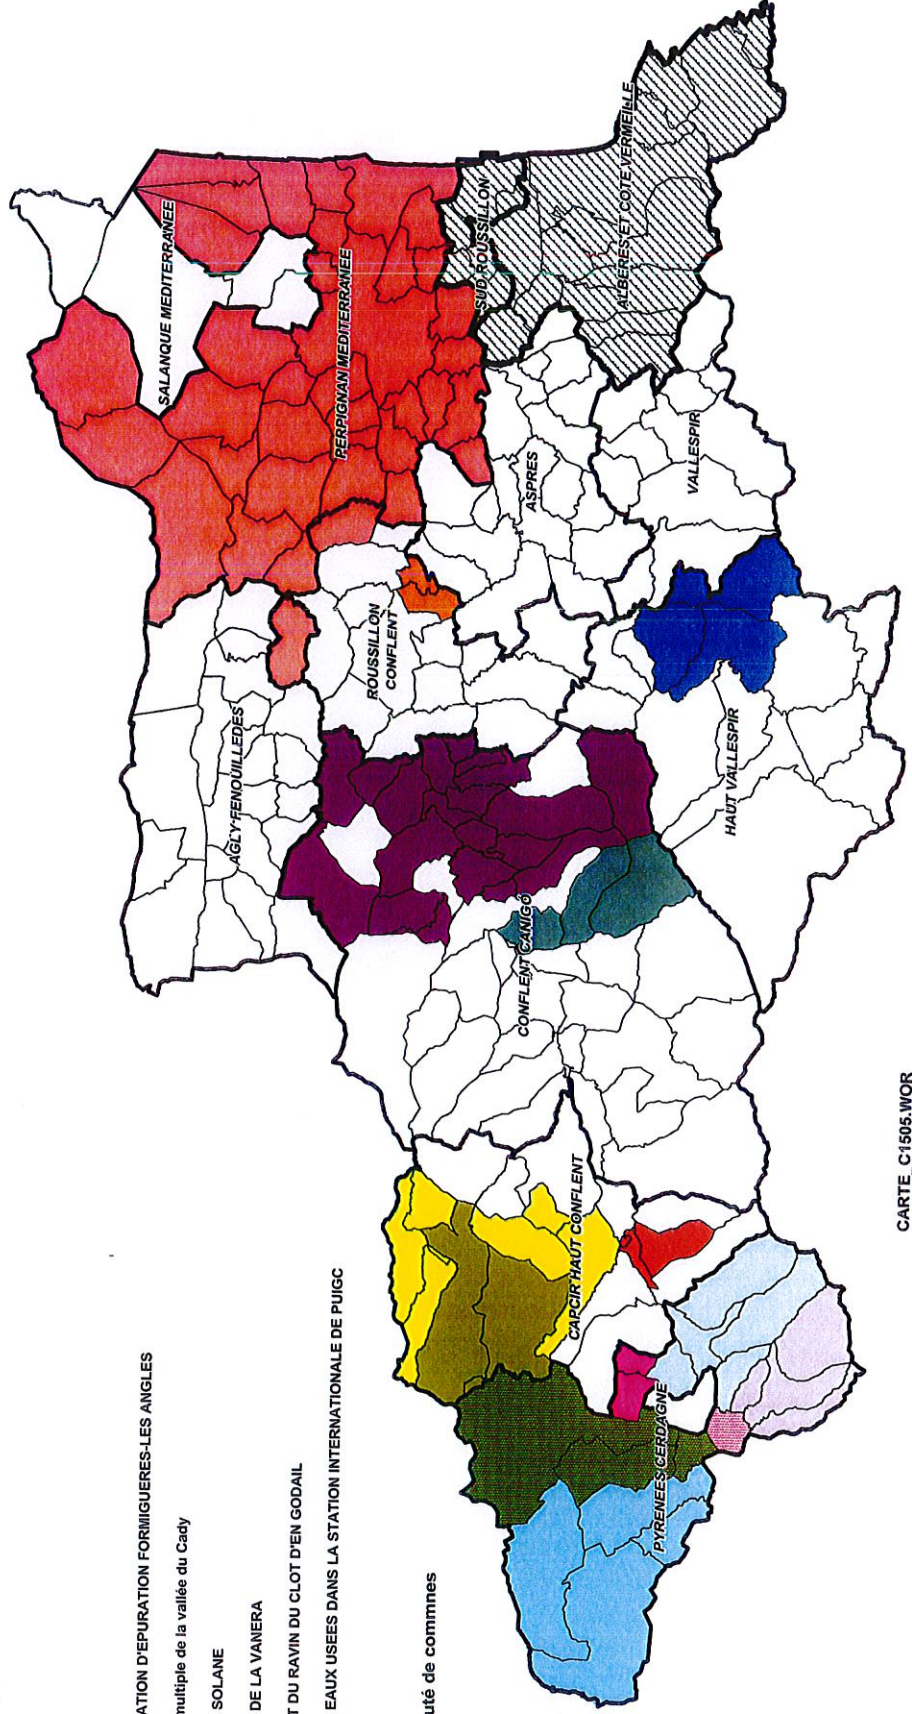 ATION D'EPURATION FORMIGUERES-LES ANGLES
multiple de la vallée du Cady
SOLANE
DE LA VANERA
T DU RAVIN DU CLOT D'EN GODAIL
EAUX USEES DANS LA STATION INTERNATIONALE DE PUIGC
uté de commnes
SALANQUE MEDITERRANEE
PERPIGNAN MEDITERRANEE
SUD ROUSSILLON
ALBERES ET COTE VERMEILLE
AGLY-FENOUILLEDES
ROUSSILLON
CONFLENT
ASPRES
VALLESPIR
HAUT VALLESPIR
CONFLENT CANIGÓ
CAPCIR HAUT CONFLENT
PYRENEES CERDAGNE
CARTE_C1505.WOR